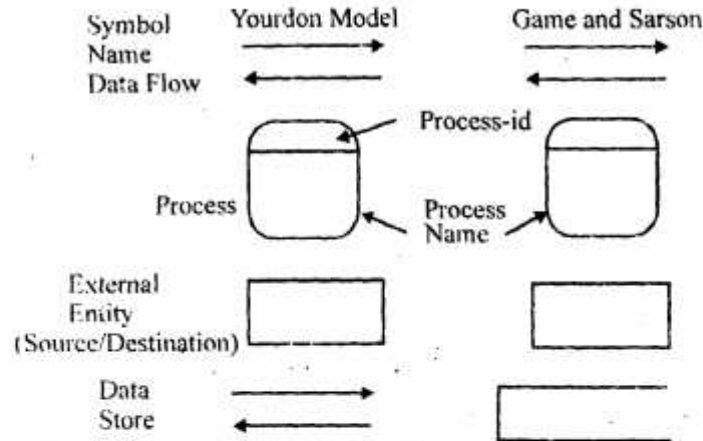 Symbol Yourdon Model Game and Sarson
Name
Data Flow
Process-id
Process Process
Name
External
Entity
(Source/Destination)
Data
Store